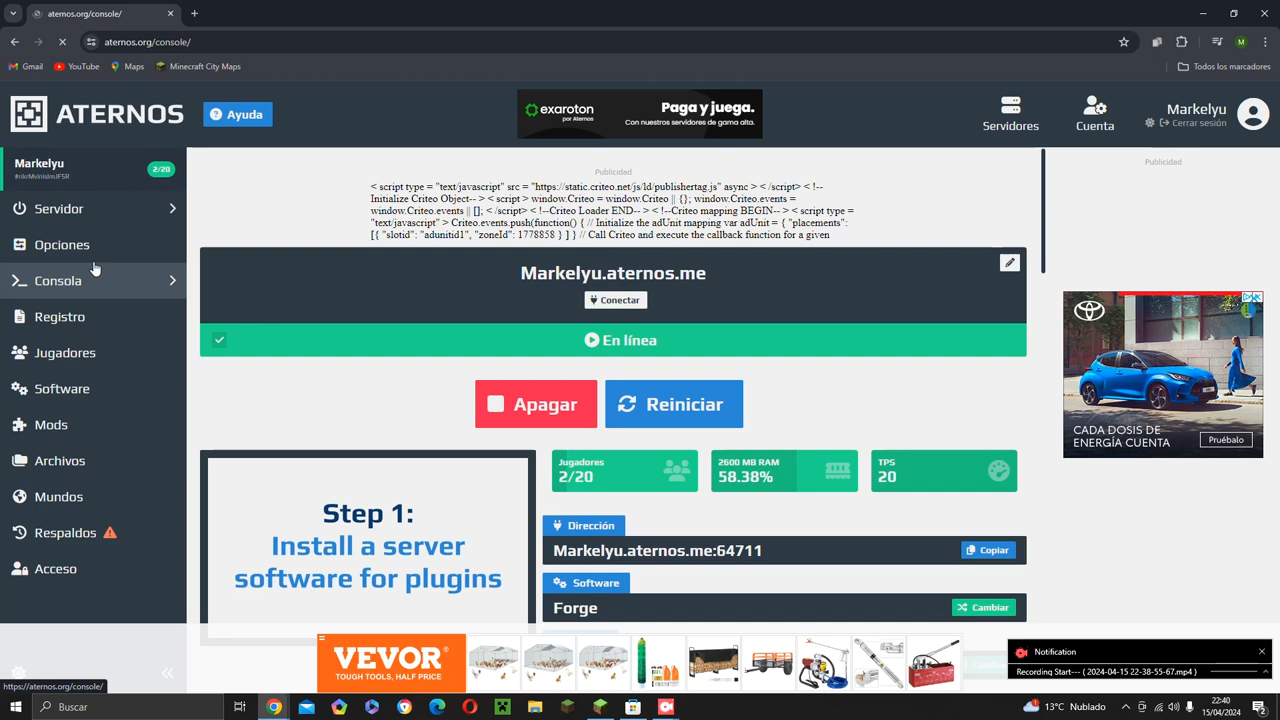 aternos.org/console/
aternos.org/console/
Gmail
YouTube
Maps
Minecraft City Maps
Todos los marcadores
ATERNOS
Ayuda
exaroton
por Aternos
Paga y juega.
Con nuestros servidores de gama alta.
Servidores
Cuenta
Markelyu
Cerrar sesión
Markelyu
2/20
Servidor
Opciones
Consola
Registro
Jugadores
Software
Mods
Archivos
Mundos
Respaldos
Acceso
https://aternos.org/console/
Publicidad
< script type = "text/javascript" src = "https://static.criteo.net/js/ld/publishertag.js" async > < /script> < !--
Initialize Criteo Object-- > < script > window.Criteo = window.Criteo || {}; window.Criteo.events =
window.Criteo.events || []; < /script> < !--Criteo Loader END-- > < !--Criteo mapping BEGIN-- > < script type =
"text/javascript" > Criteo.events.push(function() { // Initialize the adUnit mapping var adUnit = { "placements":
[{ "slotid": "adunitd1", "zoneId": 1778858 } ] } // Call Criteo and execute the callback function for a given
Markelyu.aternos.me
Conectar
En línea
Apagar
Reiniciar
Step 1:
Install a server
software for plugins
Jugadores
2/20
2600 MB RAM
58.38%
TPS
20
Dirección
Markelyu.aternos.me:64711
Copiar
Software
Forge
Cambiar
Publicidad
CADA DOSIS DE
ENERGÍA CUENTA
Pruébalo
VEVOR®
TOUGH TOOLS, HALF PRICE
Notification
Recording Start--- ( 2024-04-15 22-38-55-67.mp4 )
Buscar
13°C Nublado
22:40
15/04/2024